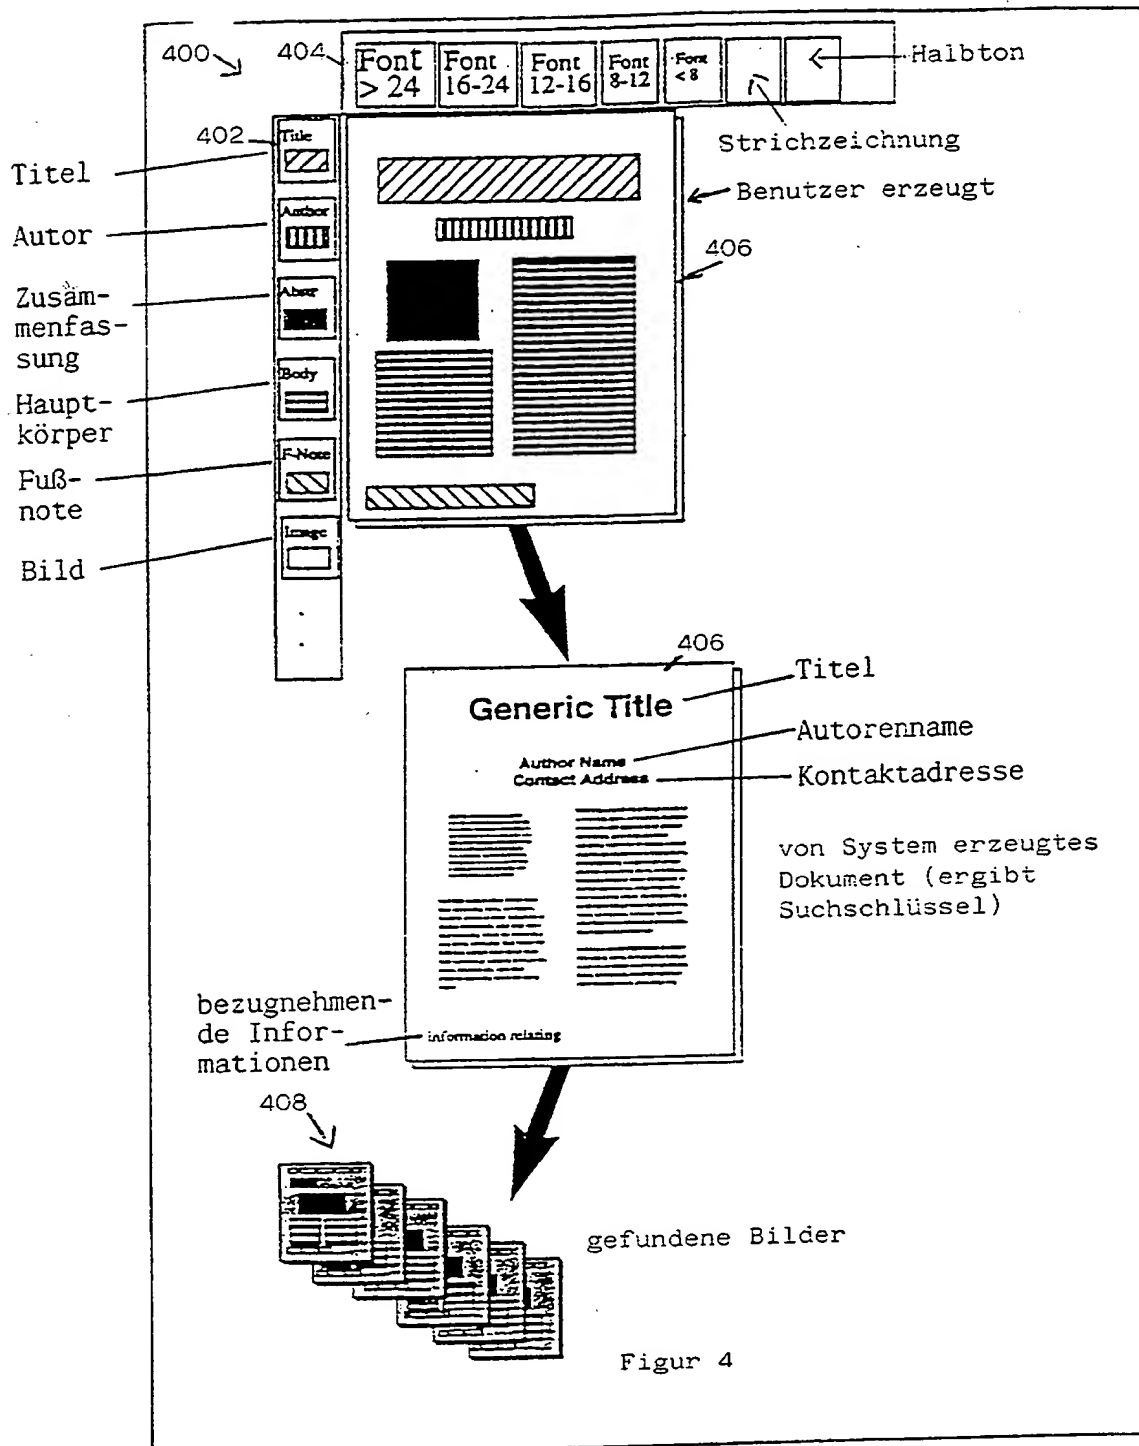 400
404
Font
> 24
Font
16-24
Font
12-16
Font
8-12
Font
< 8
Halbton
Strichzeichnung
402
Title
Titel
Benutzer erzeugt
Author
Autor
406
Abstr
Zusam-
menfas-
sung
Body
Haupt-
körper
F-Note
Fuß-
note
Image
Bild
406
Generic Title
Titel
Author Name
Autorenname
Contact Address
Kontaktadresse
von System erzeugtes
Dokument (ergibt
Suchschlüssel)
bezugnehmen-
de Infor-
mationen
information relating
408
gefundene Bilder
Figur 4